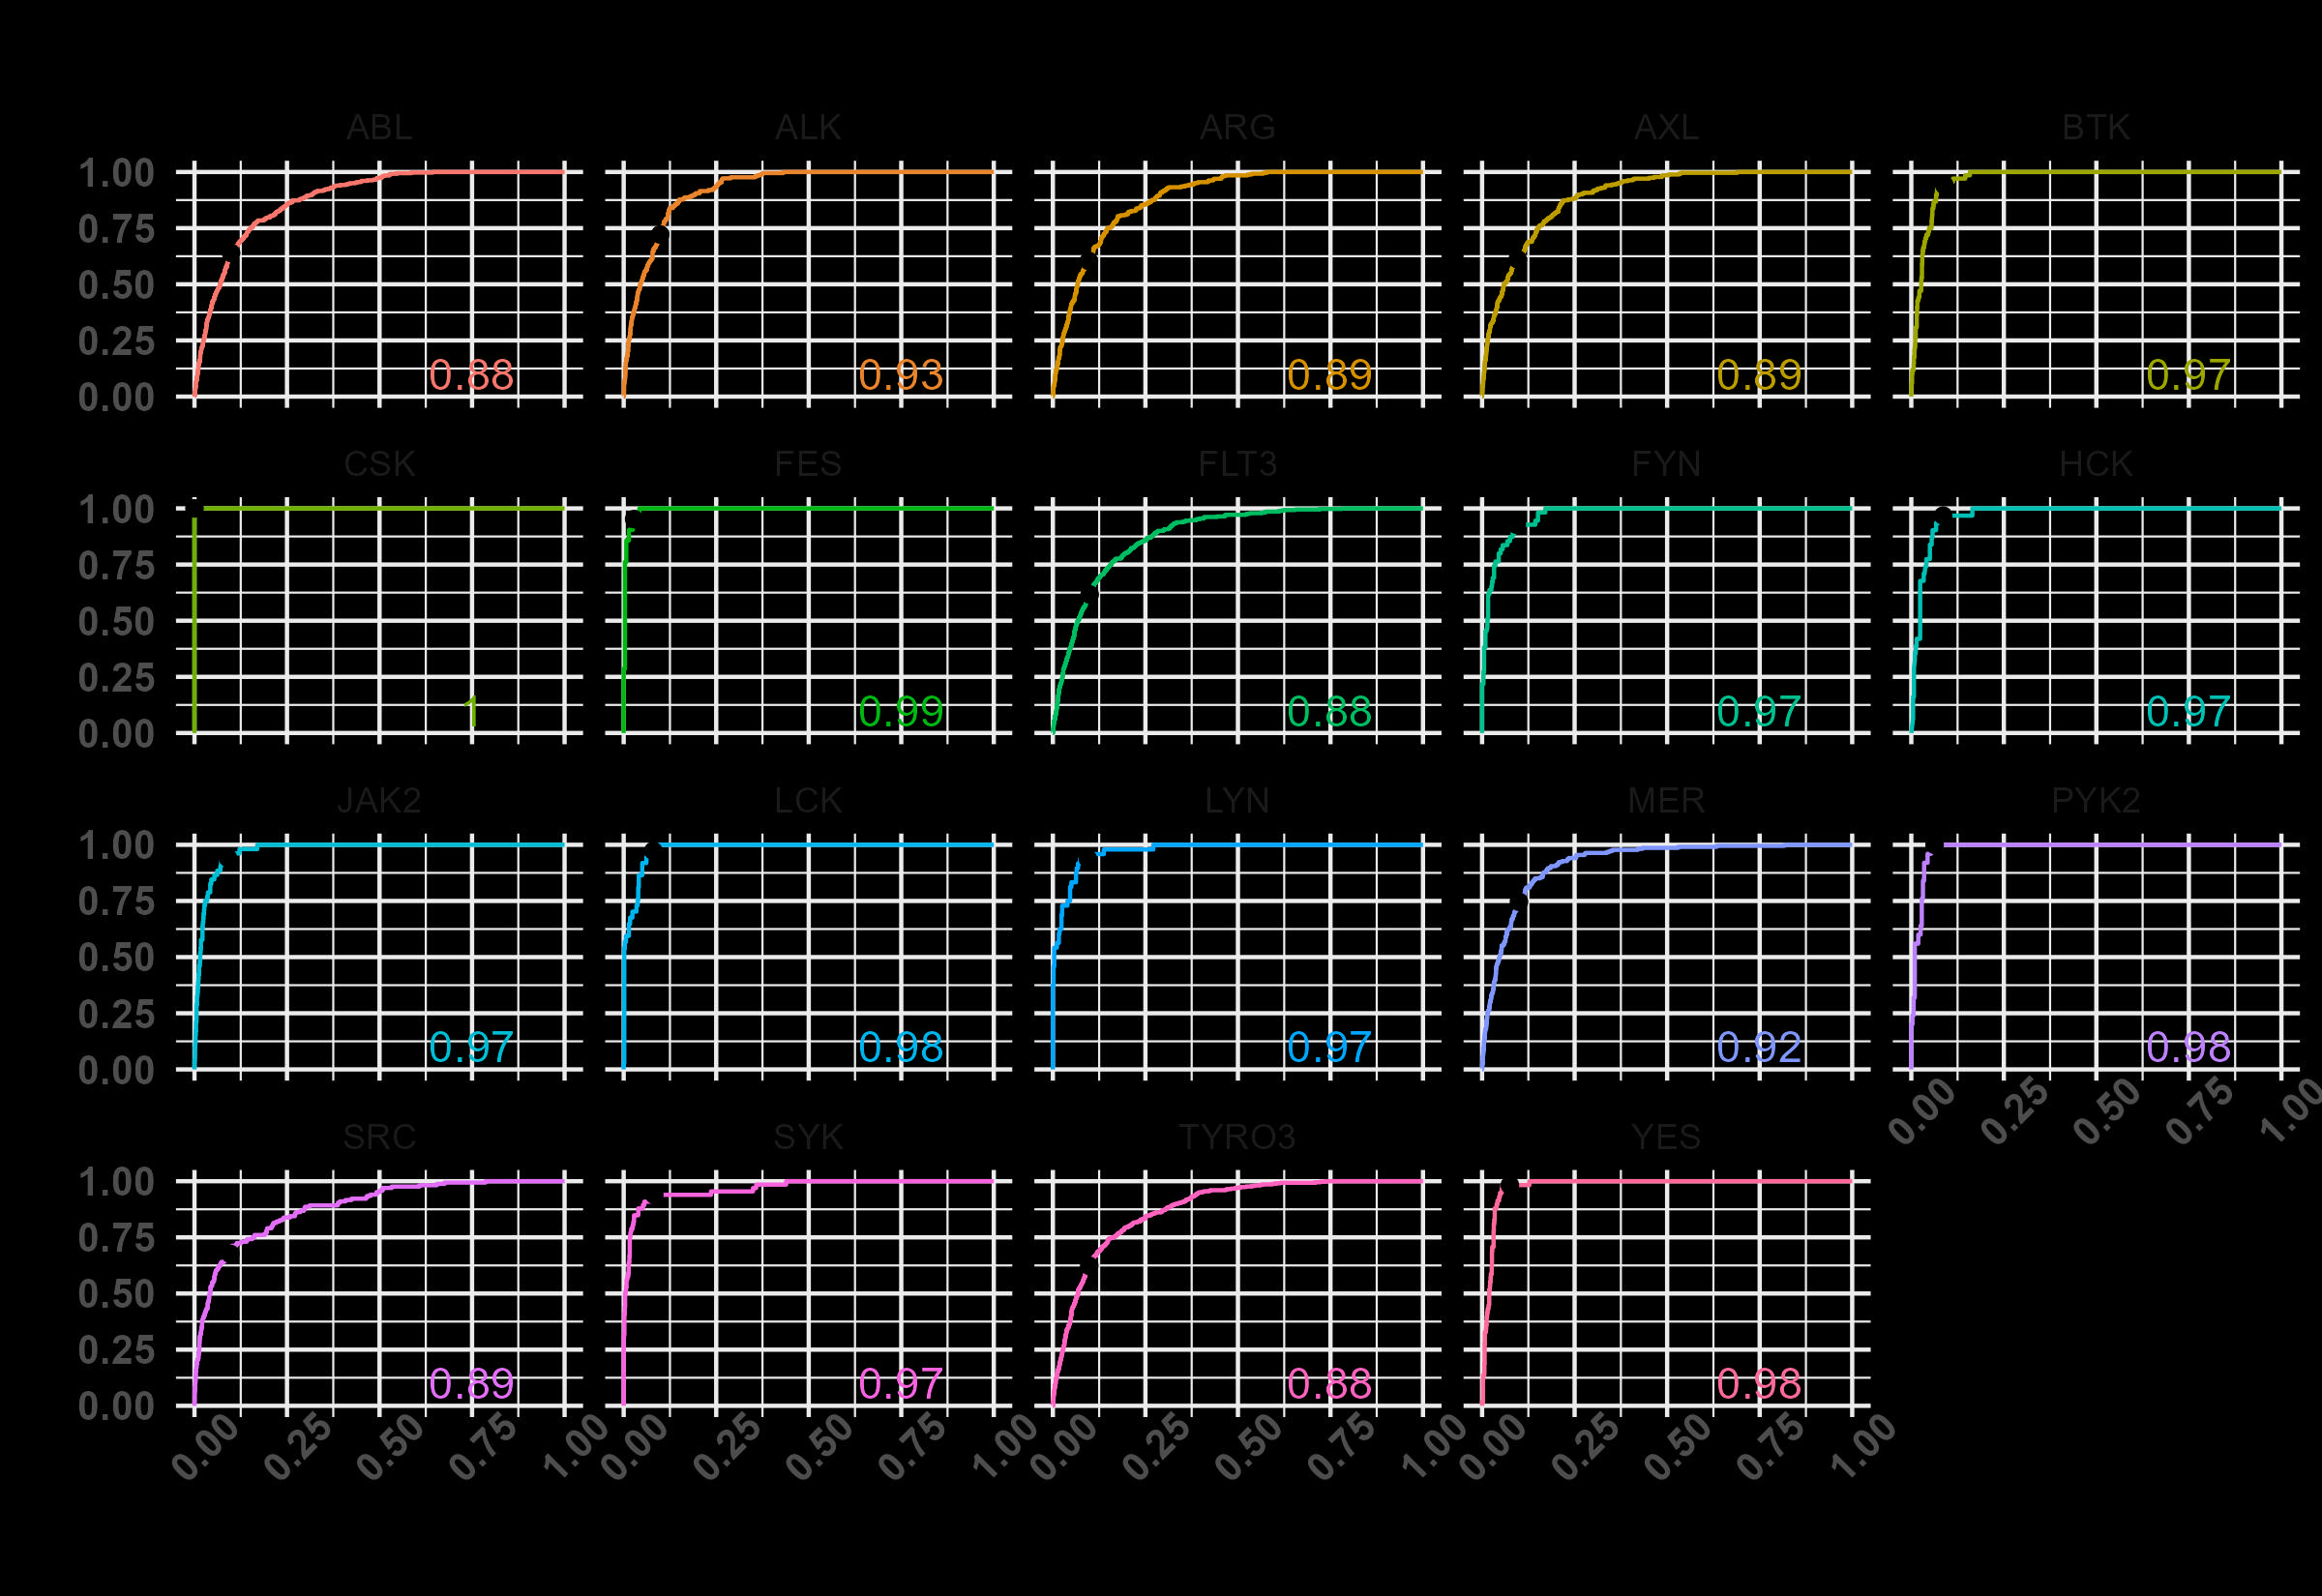 ABL ALK ARG AXL BTK
1.00
0.75
0.50
0.25
0.00
0.88 0.93 0.89 0.89 0.97
CSK FES FLT3 FYN HCK
1.00
0.75
0.50
0.25
0.00
1 0.99 0.88 0.97 0.97
JAK2 LCK LYN MER PYK2
1.00
0.75
0.50
0.25
0.00
0.97 0.98 0.97 0.92 0.98
0.00 0.25 0.50 0.75 1.00
SRC SYK TYRO3 YES
1.00
0.75
0.50
0.25
0.00
0.89 0.97 0.88 0.98
0.00 0.25 0.50 0.75 1.00 0.00 0.25 0.50 0.75 1.00 0.00 0.25 0.50 0.75 1.00 0.00 0.25 0.50 0.75 1.00